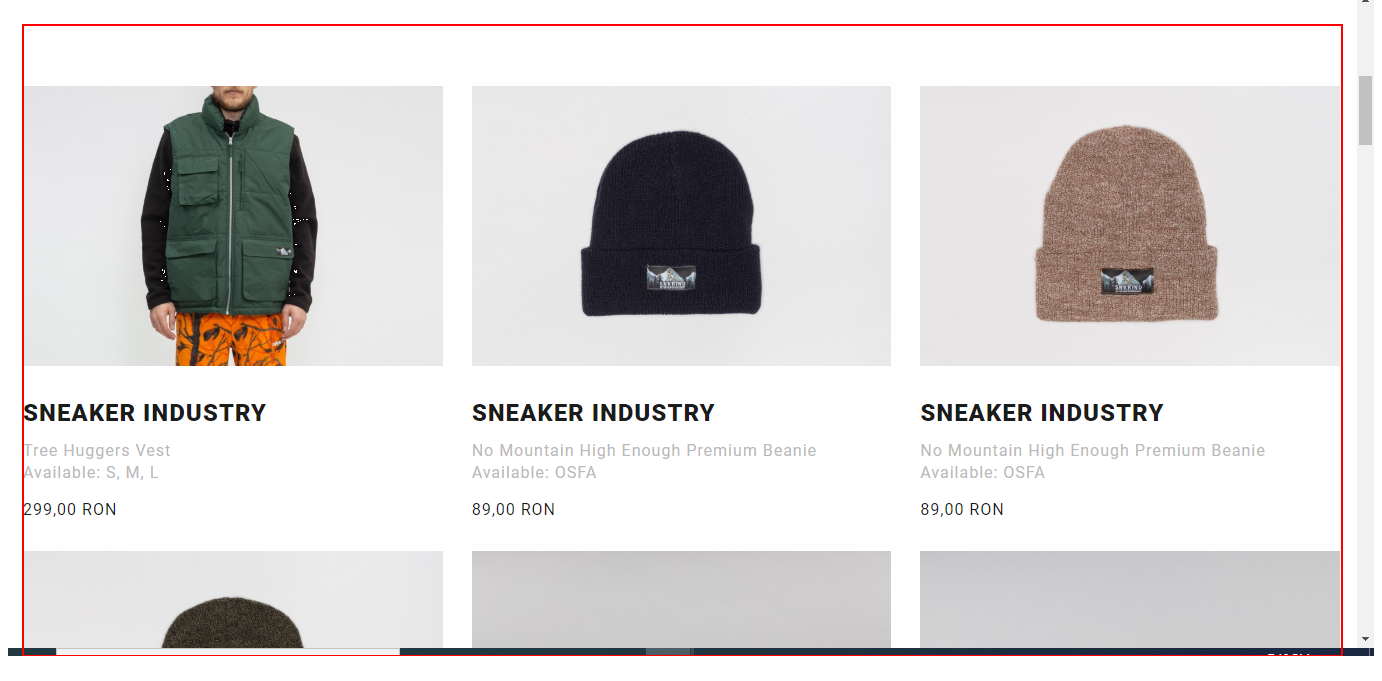 SNEAKER INDUSTRY
Tree Huggers Vest
Available: S, M, L
299,00 RON
SNEAKER INDUSTRY
No Mountain High Enough Premium Beanie
Available: OSFA
89,00 RON
SNEAKER INDUSTRY
No Mountain High Enough Premium Beanie
Available: OSFA
89,00 RON